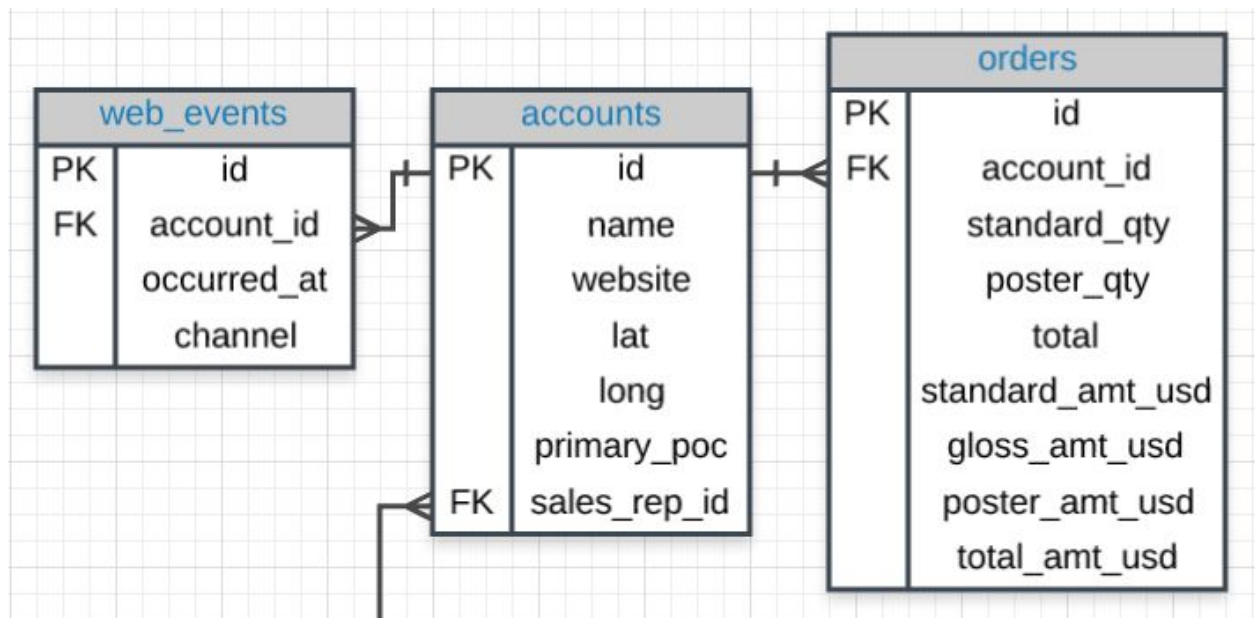 web_events
PK id
FK account_id
occurred_at
channel
accounts
PK id
name
website
lat
long
primary_poc
FK sales_rep_id
orders
PK id
FK account_id
standard_qty
poster_qty
total
standard_amt_usd
gloss_amt_usd
poster_amt_usd
total_amt_usd